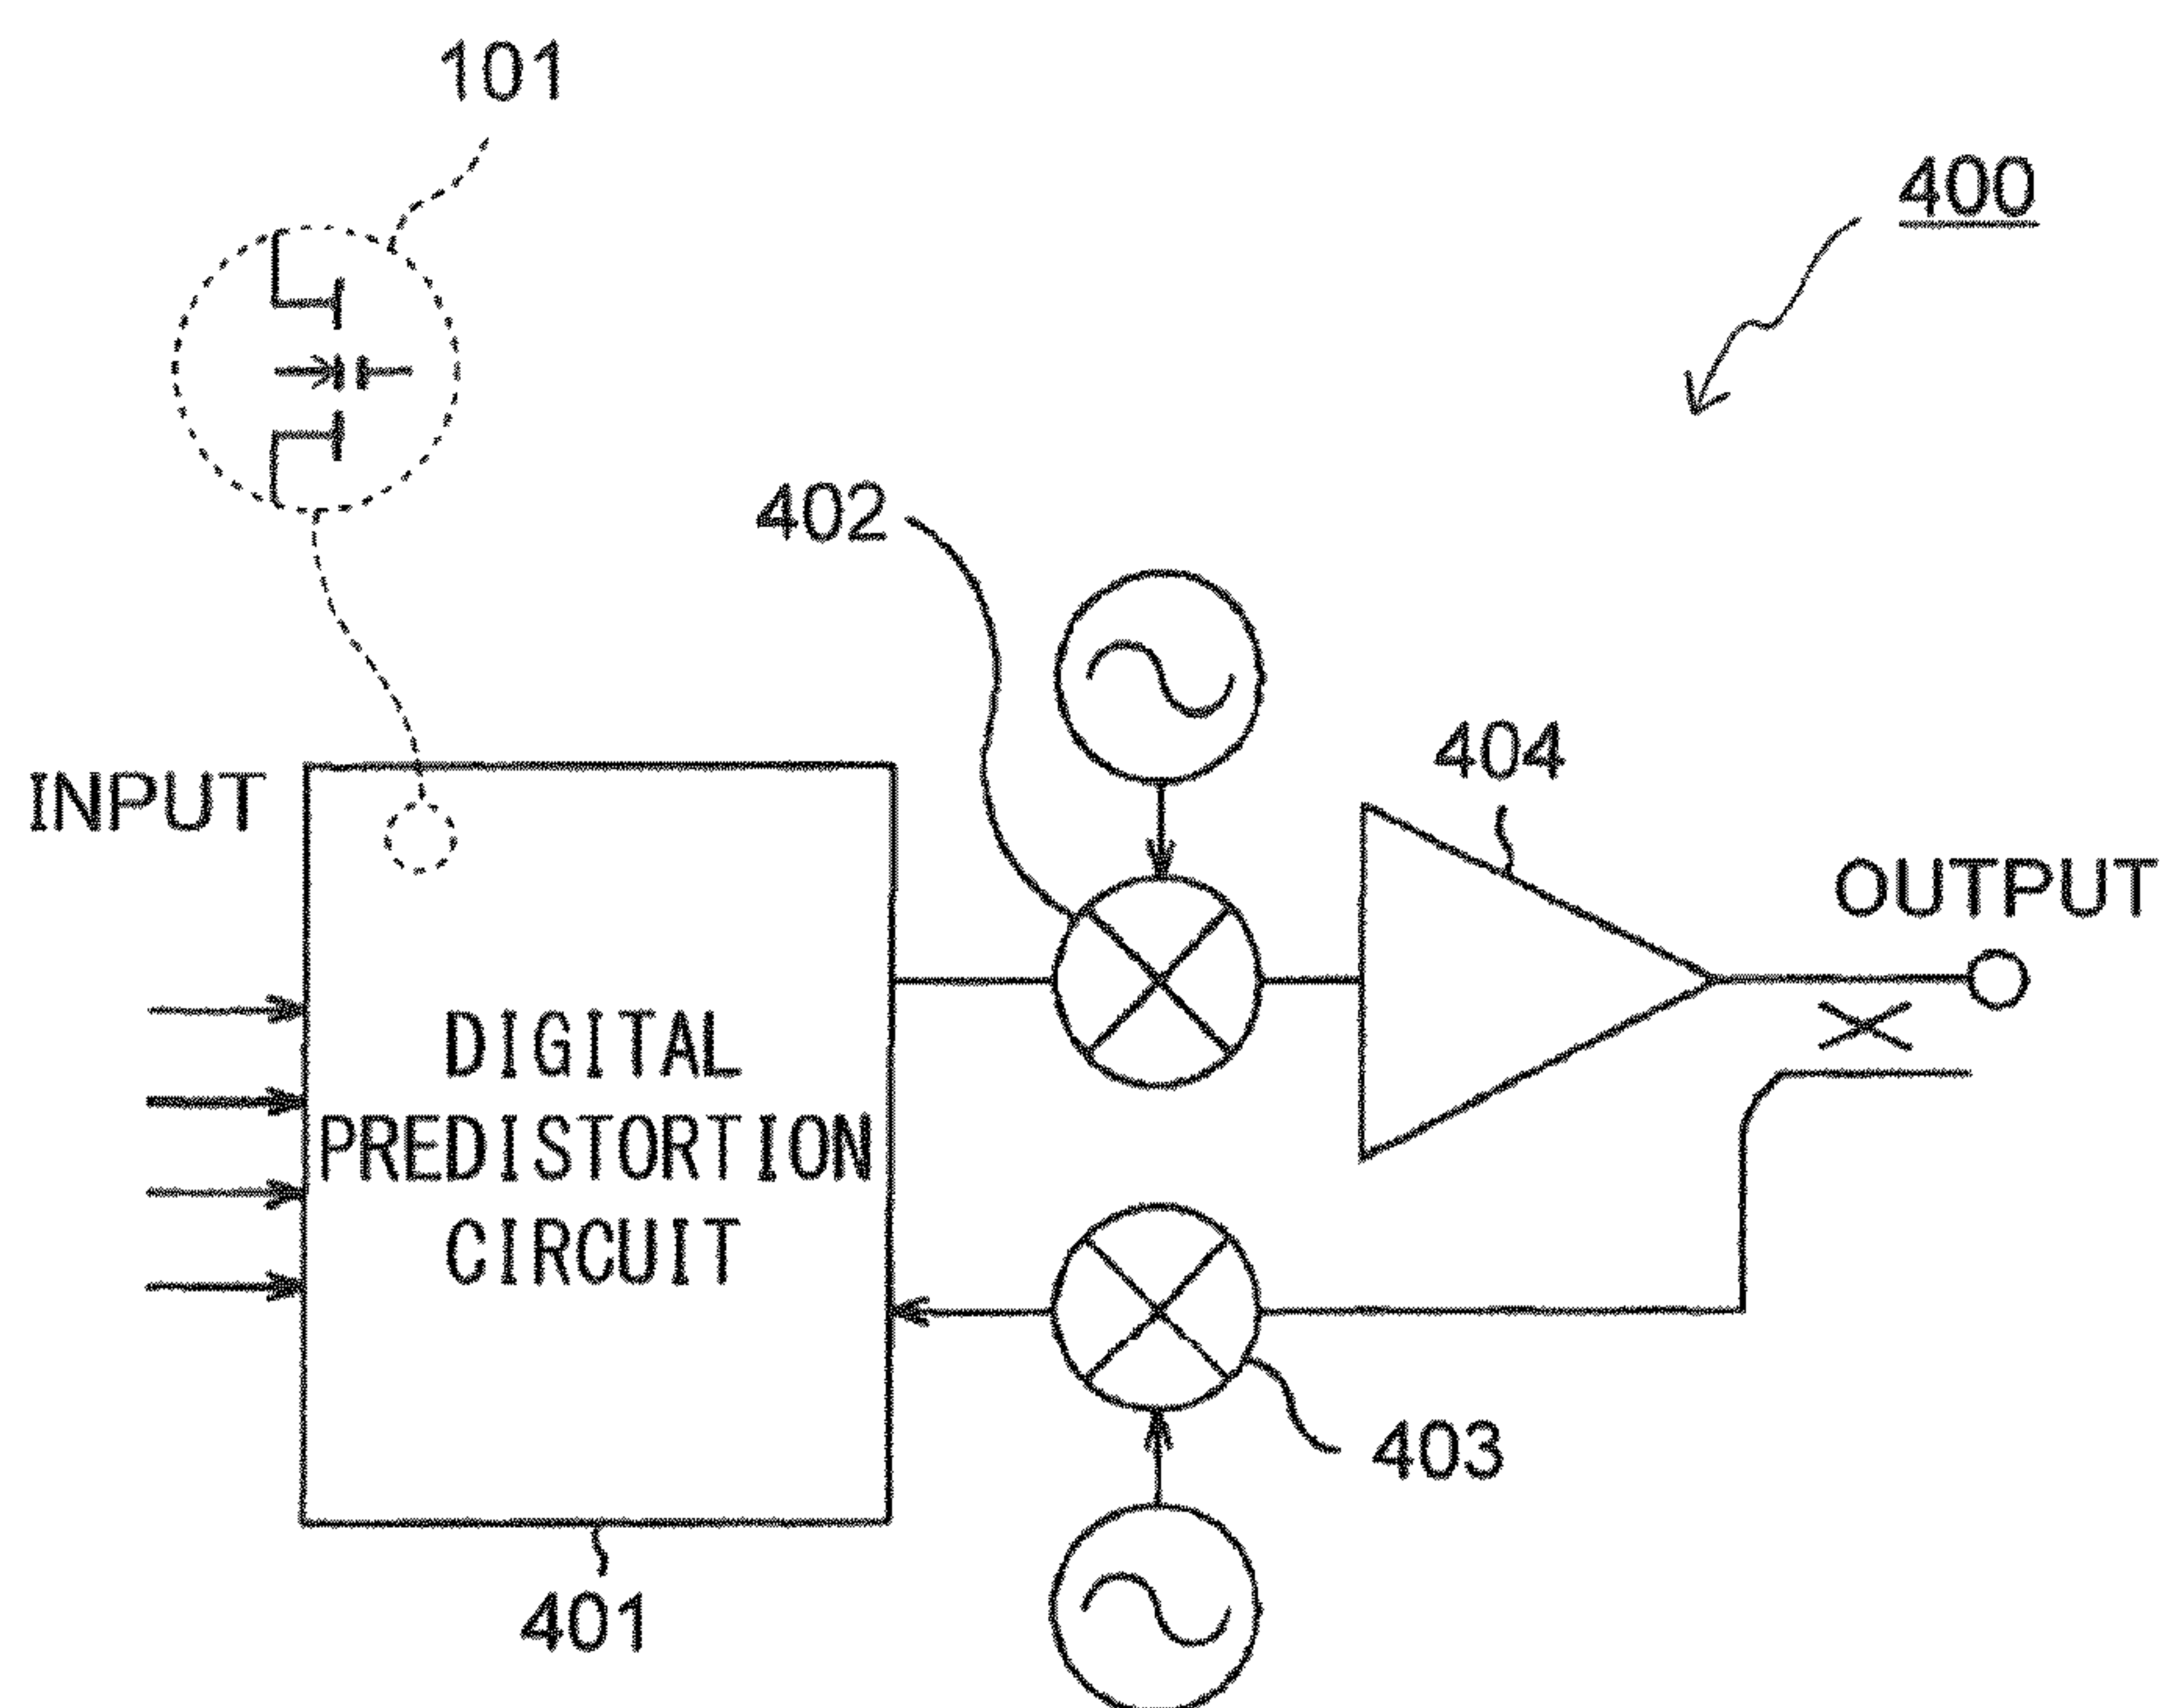 101
400
402
404
INPUT
OUTPUT
DIGITAL
PREDISTORTION
CIRCUIT
403
401